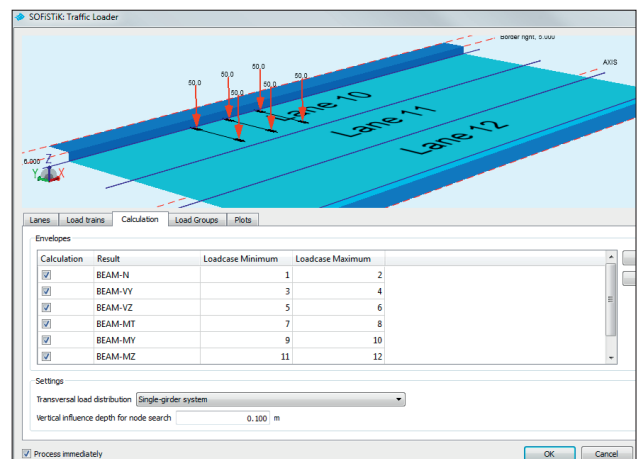 SOFiSTiK: Traffic Loader
Border right, 0.000
AXIS
50,0
50,0
50,0
50,0
50,0
50,0
Lane 10
Lane 11
Lane 12
6.000
Z
Y
X
Lanes
Load trains
Calculation
Load Groups
Plots
Envelopes
Calculation Result Loadcase Minimum Loadcase Maximum
BEAM-N 1 2
BEAM-VY 3 4
BEAM-VZ 5 6
BEAM-MT 7 8
BEAM-MY 9 10
BEAM-MZ 11 12
Settings
Transversal load distribution Single-girder system
Vertical influence depth for node search 0.100 m
Process immediately
OK
Cancel